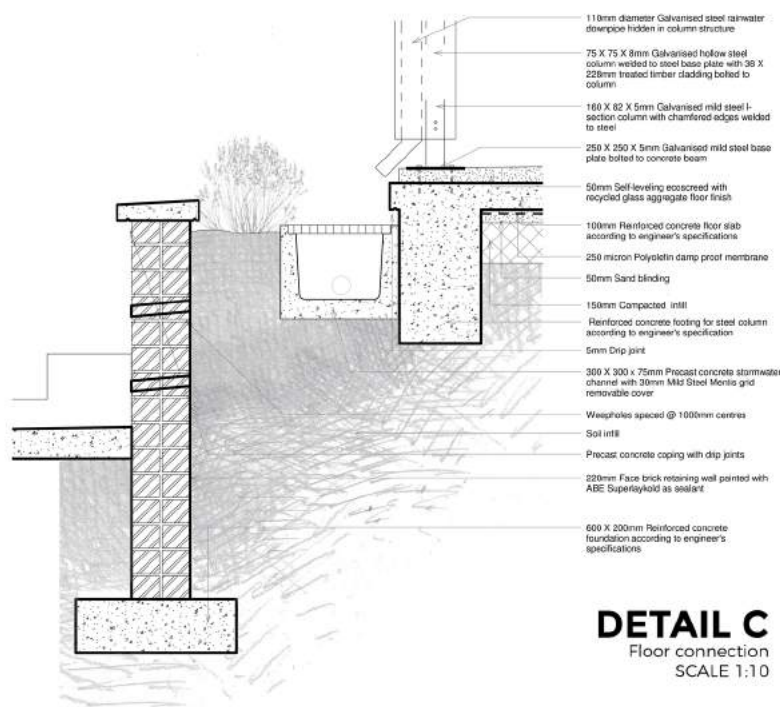 110mm diameter Galvanised steel rainwater
downpipe hidden in column structure
75 X 75 X 8mm Galvanised hollow steel
column welded to steel base plate with 38 X
228mm treated timber cladding bolted to
column
160 X 82 X 5mm Galvanised mild steel I-
section column with chamfered edges welded
to steel
250 X 250 X 5mm Galvanised mild steel base
plate bolted to concrete beam
50mm Self-leveling ecoscreed with
recycled glass aggregate floor finish
100mm Reinforced concrete floor slab
according to engineer's specifications
250 micron Polyolefin damp proof membrane
50mm Sand blinding
150mm Compacted infill
Reinforced concrete footing for steel column
according to engineer's specification
5mm Drip joint
300 X 300 x 75mm Precast concrete stormwater
channel with 30mm Mild Steel Mentis grid
removable cover
Weepholes spaced @ 1000mm centres
Soil infill
Precast concrete coping with drip joints
220mm Face brick retaining wall painted with
ABE Superlaykold as sealant
600 X 200mm Reinforced concrete
foundation according to engineer's
specifications
DETAIL C
Floor connection
SCALE 1:10